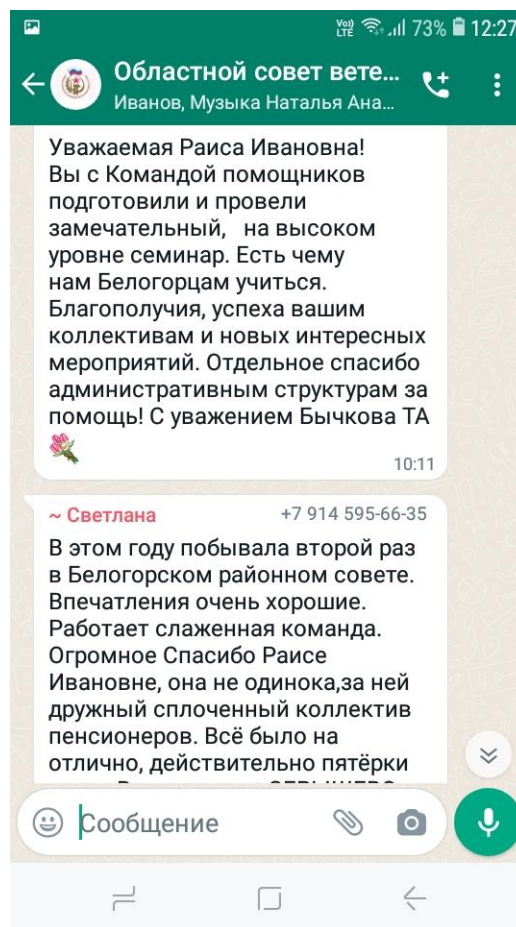 Vo)) LTE 73% 12:27
Областной совет вете...
Иванов, Музыка Наталья Ана...
Уважаемая Раиса Ивановна!
Вы с Командой помощников
подготовили и провели
замечательный, на высоком
уровне семинар. Есть чему
нам Белогорцам учиться.
Благополучия, успеха вашим
коллективам и новых интересных
мероприятий. Отдельное спасибо
административным структурам за
помощь! С уважением Бычкова ТА
10:11
~ Светлана +7 914 595-66-35
В этом году побывала второй раз
в Белогорском районном совете.
Впечатления очень хорошие.
Работает слаженная команда.
Огромное Спасибо Раисе
Ивановне, она не одинока,за ней
дружный сплоченный коллектив
пенсионеров. Всё было на
отлично, действительно пятёрки
Сообщение